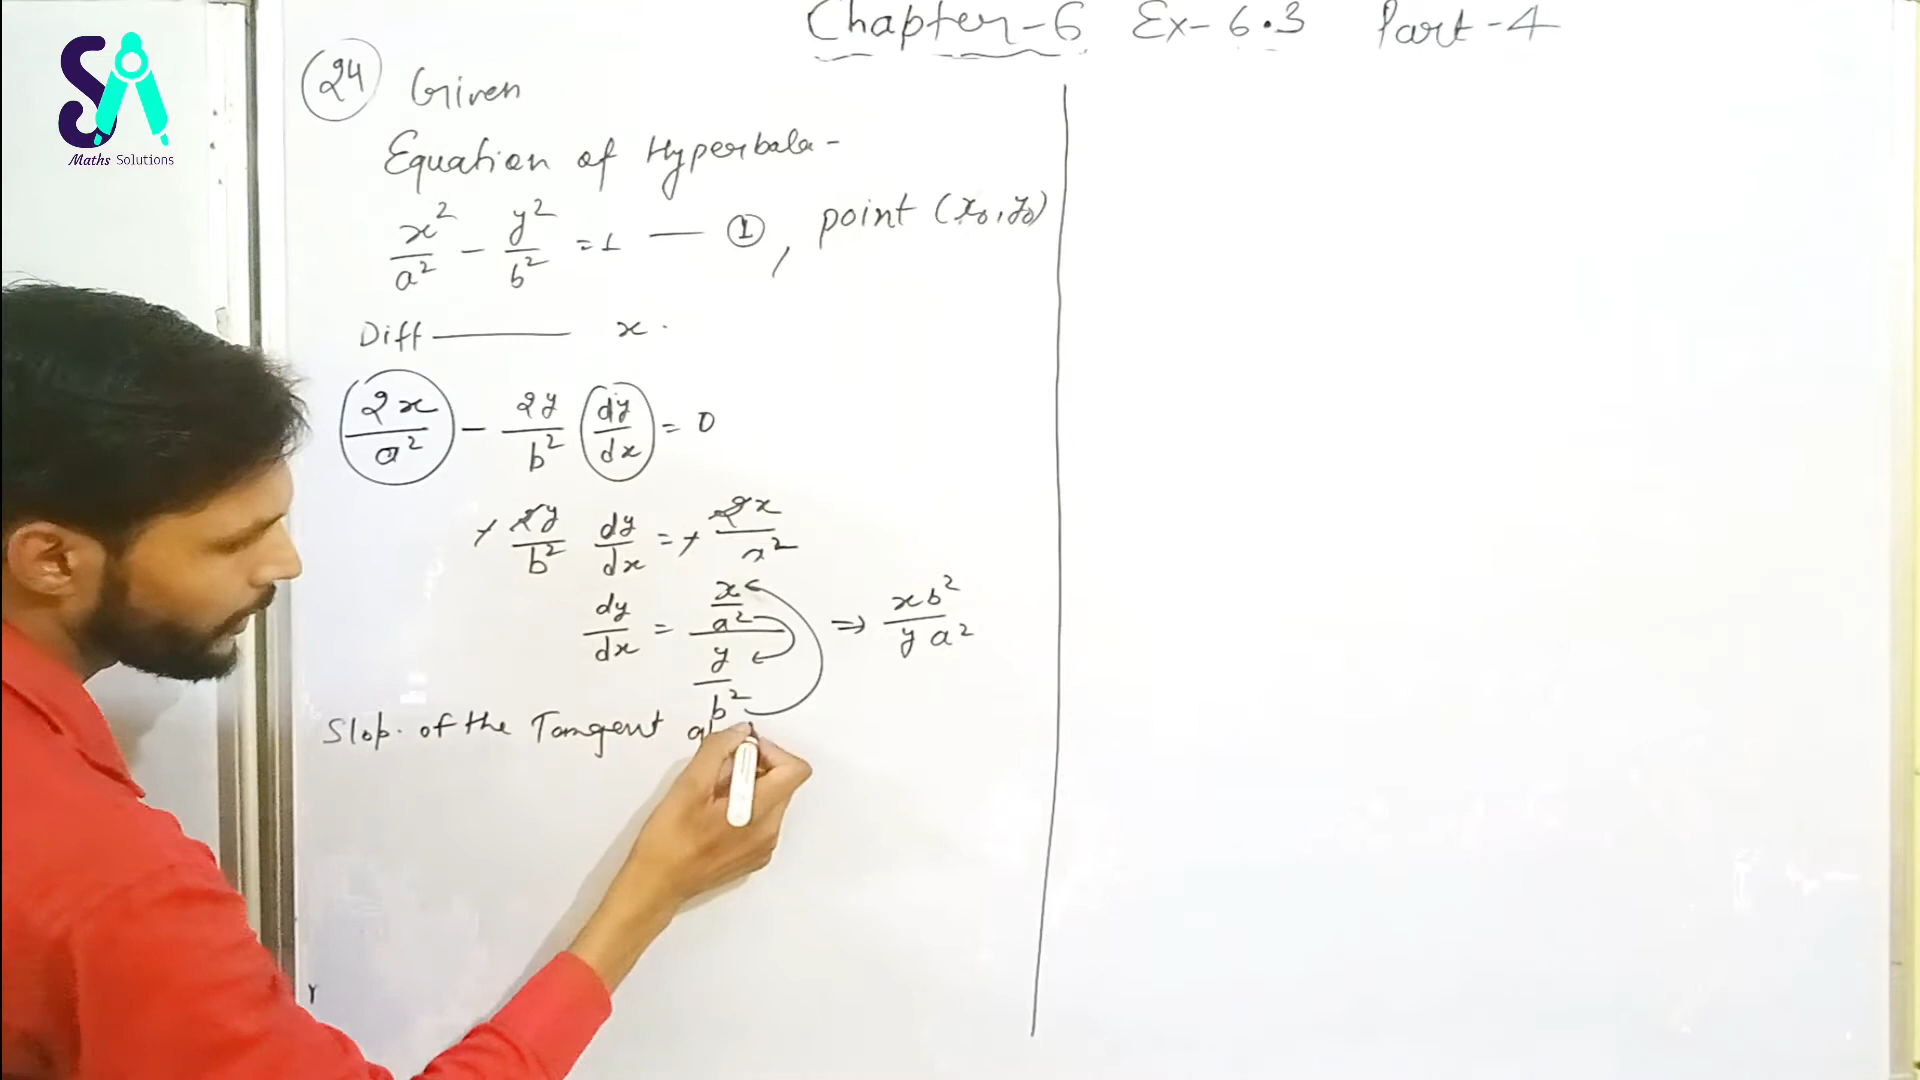 Chapter-6 Ex-6.3 Part-4
SA
Maths Solutions
24 Given
Equation of Hyperbala-
x²/a² - y²/b² = 1 — ①, point (x₀, y₀)
Diff ——— x.
2x/a² - 2y/b² dy/dx = 0
- 2y/b² dy/dx = - 2x/a²
dy/dx = x/a² / y/b² ⇒ xb²/ya²
Slop. of the Tangent